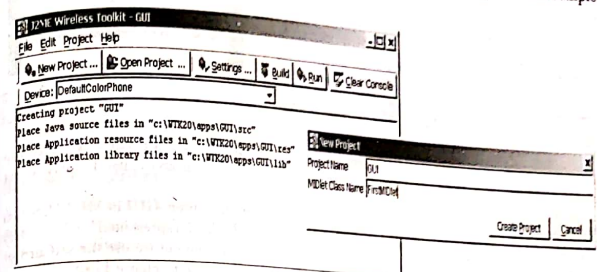 J2ME Wireless Toolkit - GUI
File Edit Project Help
New Project ... Open Project ... Settings ... Build Run Clear Console
Device: DefaultColorPhone
Creating project "GUI"
Place Java source files in "c:\WTK20\apps\GUI\src"
Place Application resource files in "c:\WTK20\apps\GUI\res"
Place Application library files in "c:\WTK20\apps\GUI\lib"
New Project
Project Name GUI
MIDlet Class Name FirstMIDlet
Create Project Cancel